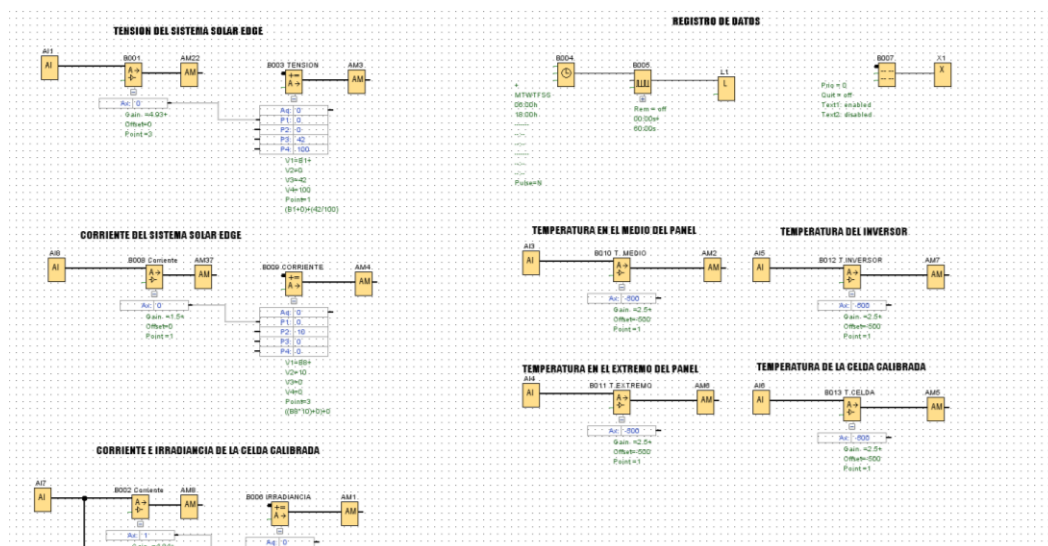 TENSION DEL SISTEMA SOLAR EDGE
AI1
AI
B001
A→
AM22
AM
Ax: 0
Gain =4.93+
Offset=0
Point=3
B003 TENSION
+=
A→
AM3
AM
Aq: 0
P1: 0
P2: 0
P3: 42
P4: 100
V1=B1+
V2=0
V3=42
V4=100
Point=1
(B1+0)+(42/100)
REGISTRO DE DATOS
B004
+
MTWTFSS
06:00h
18:00h
------
--:--
--:--
------
--:--
--:--
Pulse=N
B005
Rem = off
00:00s+
60:00s
L1
L
B007
Prio = 0
Quit = off
Text1: enabled
Text2: disabled
X1
X
CORRIENTE DEL SISTEMA SOLAR EDGE
AI8
AI
B008 Corriente
A→
AM37
AM
Ax: 0
Gain =1.5+
Offset=0
Point=1
B009 CORRIENTE
+=
A→
AM4
AM
Aq: 0
P1: 0
P2: 10
P3: 0
P4: 0
V1=B8+
V2=10
V3=0
V4=0
Point=3
((B8*10)+0)+0
TEMPERATURA EN EL MEDIO DEL PANEL
AI3
AI
B010 T. MEDIO
A→
AM2
AM
Ax: -500
Gain =2.5+
Offset=-500
Point=1
TEMPERATURA DEL INVERSOR
AI5
AI
B012 T.INVERSOR
A→
AM7
AM
Ax: -500
Gain =2.5+
Offset=-500
Point=1
TEMPERATURA EN EL EXTREMO DEL PANEL
AI4
AI
B011 T.EXTREMO
A→
AM6
AM
Ax: -500
Gain =2.5+
Offset=-500
Point=1
TEMPERATURA DE LA CELDA CALIBRADA
AI6
AI
B013 T.CELDA
A→
AM5
AM
Ax: -500
Gain =2.5+
Offset=-500
Point=1
CORRIENTE E IRRADIANCIA DE LA CELDA CALIBRADA
AI7
AI
B002 Corriente
A→
AM8
AM
Ax: 1
B006 IRRADIANCIA
+=
A→
AM1
AM
Aq: 0